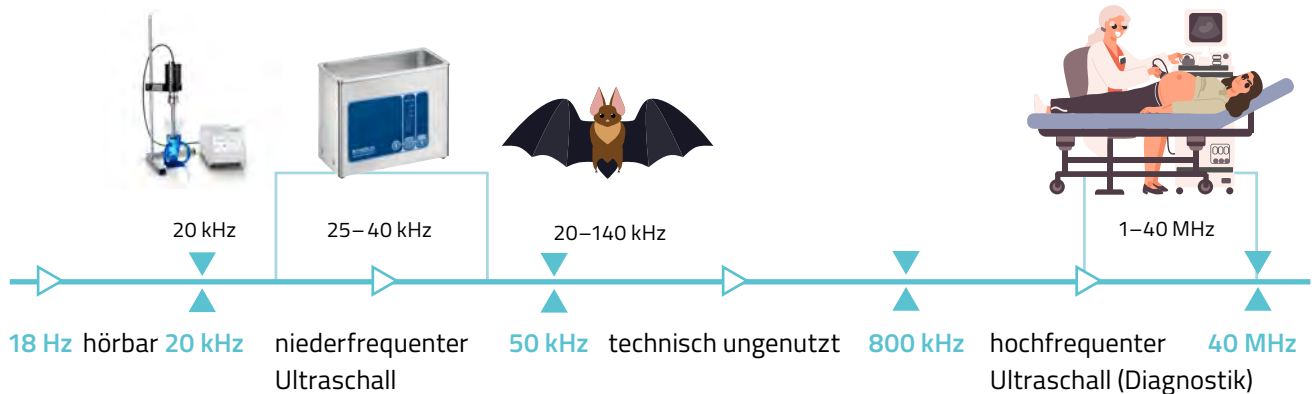 20 kHz
25–40 kHz
20–140 kHz
1–40 MHz
18 Hz hörbar 20 kHz niederfrequenter 50 kHz technisch ungenutzt 800 kHz hochfrequenter 40 MHz
Ultraschall Ultraschall (Diagnostik)